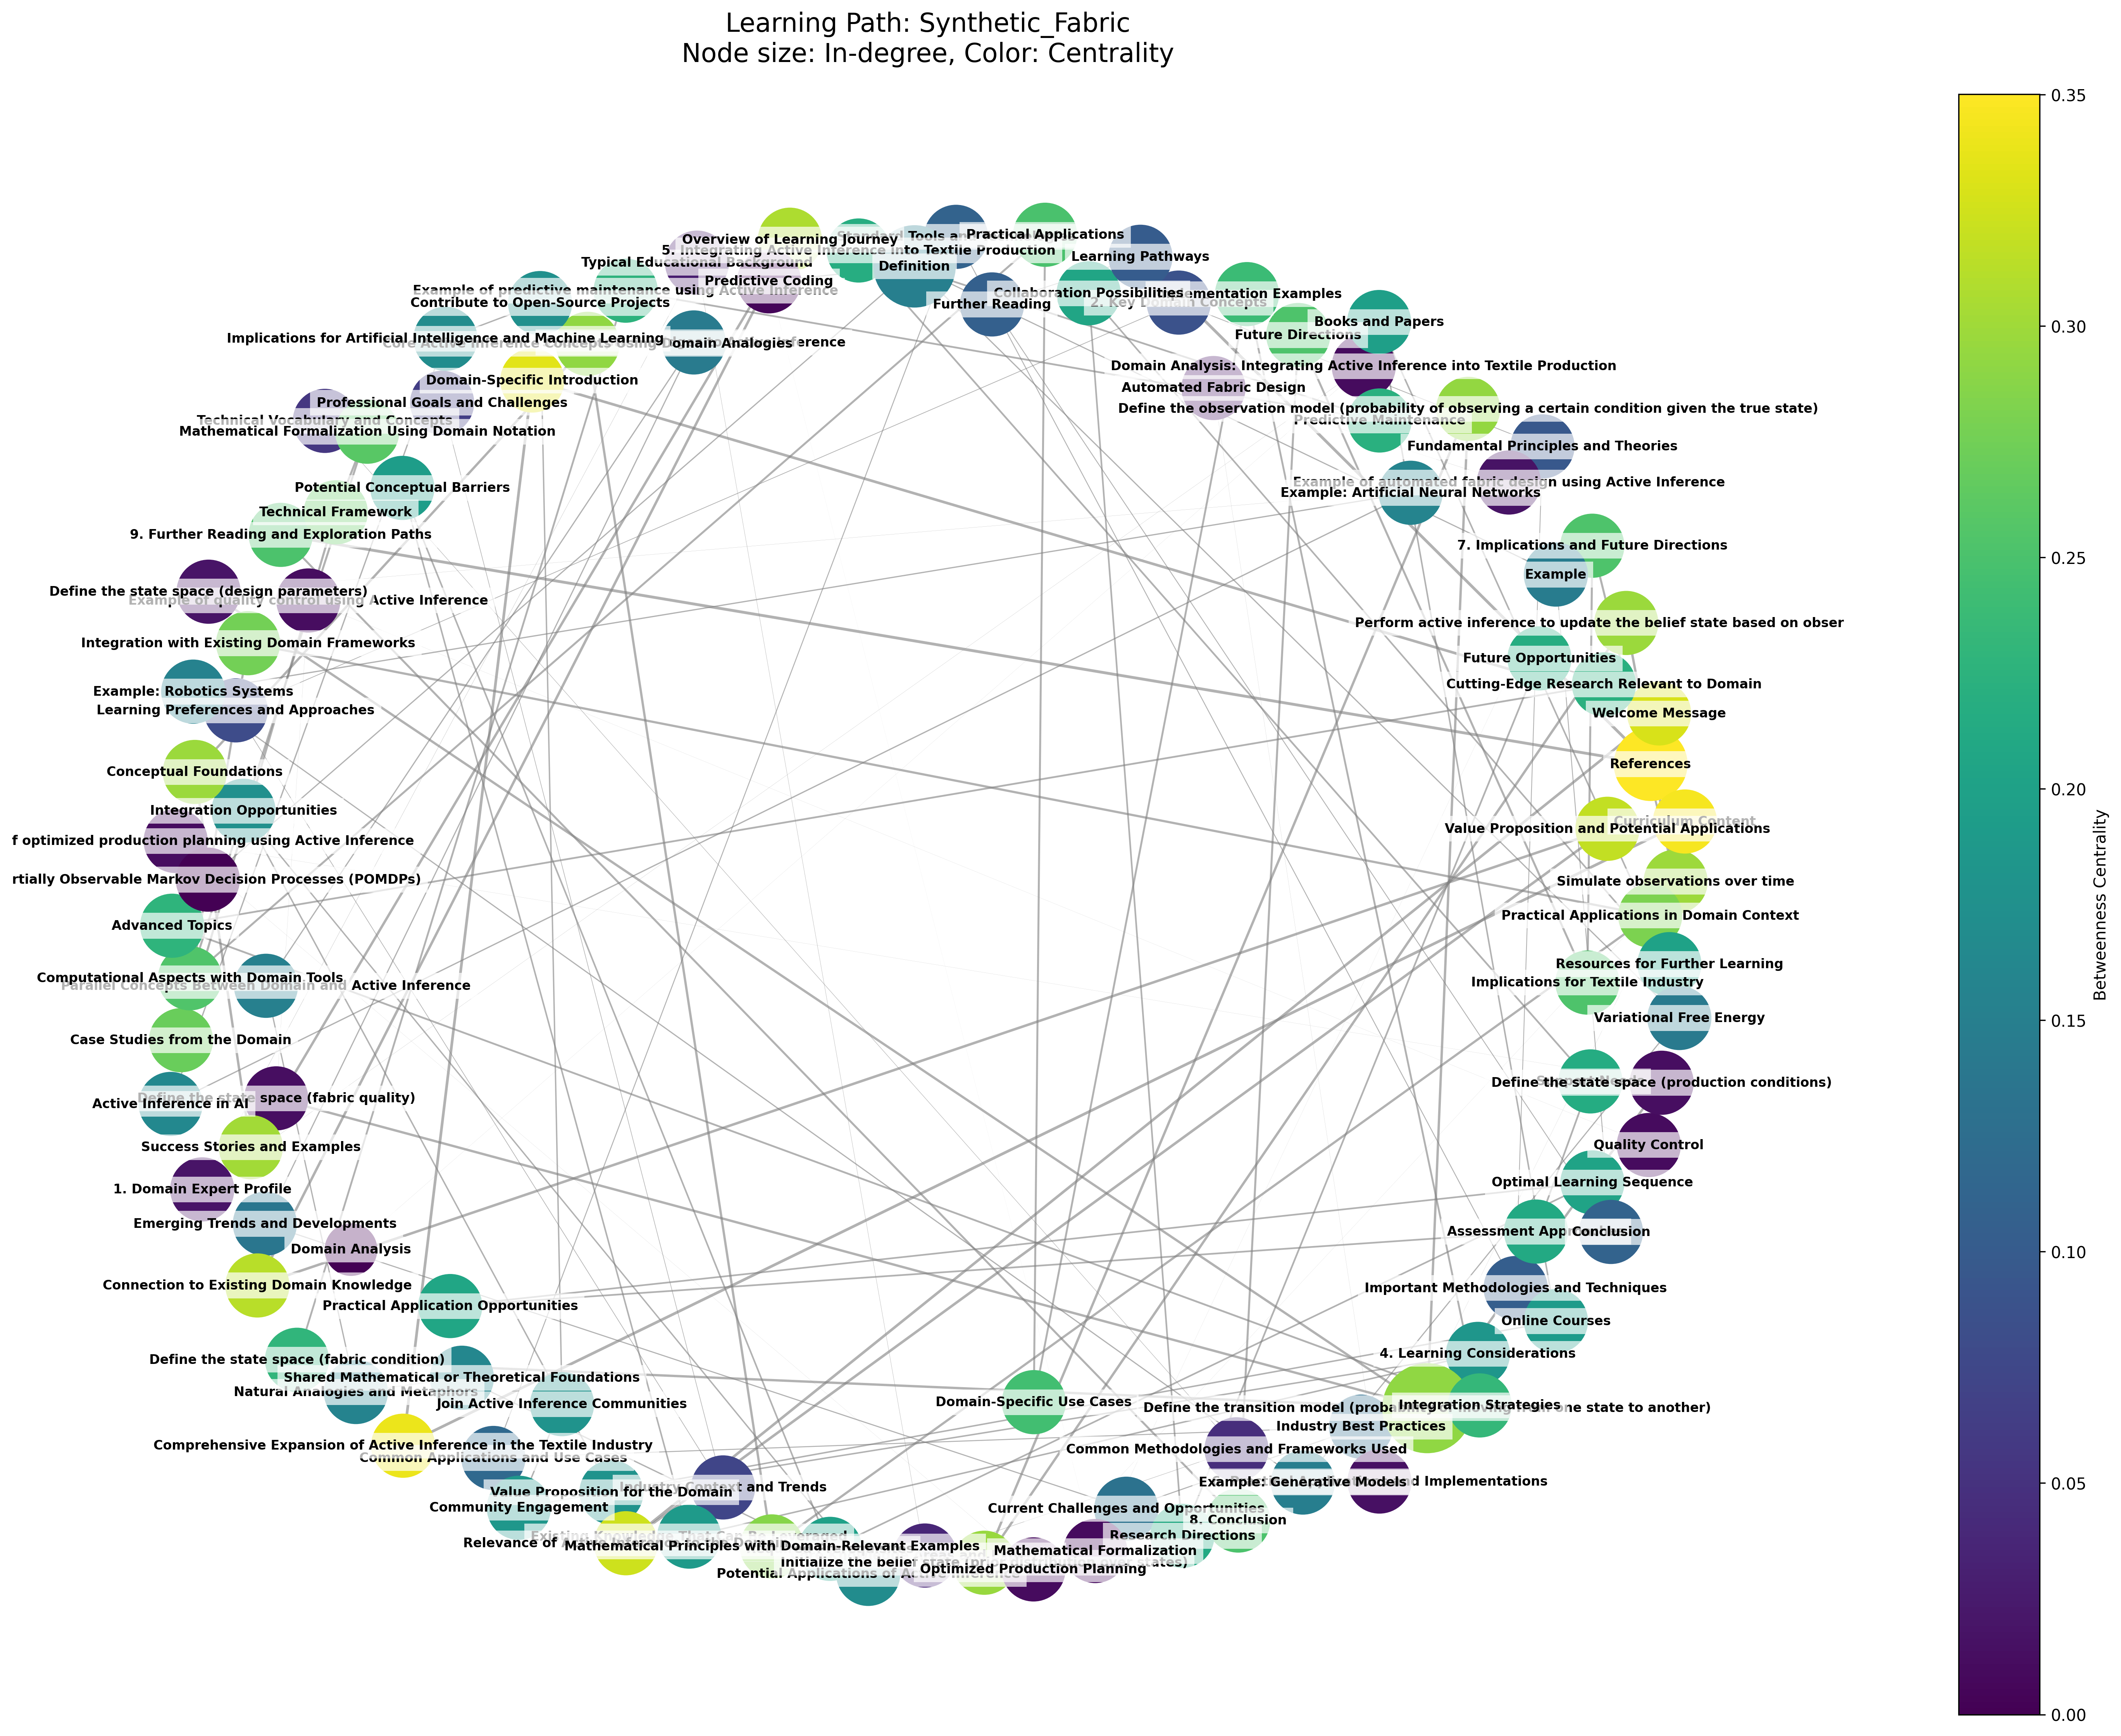 Learning Path: Synthetic_Fabric
Node size: In-degree, Color: Centrality
Overview of Learning Journey
Standard Tools
Practical Applications
5. Integrating Active Inference into Textile Production
Learning Pathways
Typical Educational Background
Definition
Predictive Coding
Example of predictive maintenance using Active Inference
Collaboration Possibilities
Implementation Examples
Contribute to Open-Source Projects
Further Reading
2. Key Domain Concepts
Books and Papers
Future Directions
Implications for Artificial Intelligence and Machine Learning
Core Active Inference Concepts Using
Domain Analogies
Domain Analysis: Integrating Active Inference into Textile Production
Domain-Specific Introduction
Automated Fabric Design
Professional Goals and Challenges
Define the observation model (probability of observing a certain condition given the true state)
Technical Vocabulary and Concepts
Predictive Maintenance
Mathematical Formalization Using Domain Notation
Fundamental Principles and Theories
Potential Conceptual Barriers
Example of automated fabric design using Active Inference
Example: Artificial Neural Networks
Technical Framework
9. Further Reading and Exploration Paths
7. Implications and Future Directions
Example
Define the state space (design parameters)
Example of quality control using Active Inference
Perform active inference to update the belief state based on obser
Integration with Existing Domain Frameworks
Future Opportunities
Cutting-Edge Research Relevant to Domain
Example: Robotics Systems
Learning Preferences and Approaches
Welcome Message
References
Conceptual Foundations
Integration Opportunities
Curriculum Content
Value Proposition and Potential Applications
f optimized production planning using Active Inference
rtially Observable Markov Decision Processes (POMDPs)
Simulate observations over time
Practical Applications in Domain Context
Advanced Topics
Resources for Further Learning
Computational Aspects with Domain Tools
Parallel Concepts Between Domain and Active Inference
Implications for Textile Industry
Variational Free Energy
Case Studies from the Domain
Define the state space (production conditions)
Define the state space (fabric quality)
Active Inference in AI
Success Stories and Examples
Quality Control
1. Domain Expert Profile
Optimal Learning Sequence
Emerging Trends and Developments
Assessment
Conclusion
Domain Analysis
Connection to Existing Domain Knowledge
Important Methodologies and Techniques
Practical Application Opportunities
Online Courses
4. Learning Considerations
Define the state space (fabric condition)
Shared Mathematical or Theoretical Foundations
Natural Analogies and Metaphors
Join Active Inference Communities
Domain-Specific Use Cases
Integration Strategies
Define the transition model (probability of moving from one state to another)
Industry Best Practices
Comprehensive Expansion of Active Inference in the Textile Industry
Common Methodologies and Frameworks Used
Common Applications and Use Cases
Example: Generative Models
and Implementations
Industry Context and Trends
Value Proposition for the Domain
Community Engagement
Current Challenges and Opportunities
8. Conclusion
Existing Knowledge That Can Be Leveraged
Research Directions
Relevance of
Mathematical Principles with Domain-Relevant Examples
Mathematical Formalization
Initialize the belief state
states)
Optimized Production Planning
Potential Applications of Active Inference
Betweenness Centrality
0.35
0.30
0.25
0.20
0.15
0.10
0.05
0.00